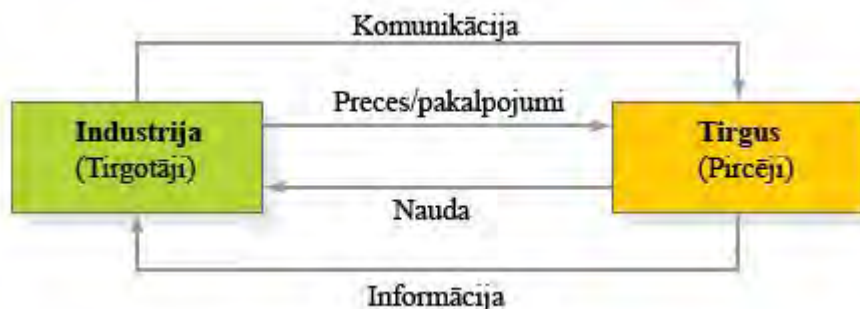 Komunikācija
Preces/pakalpojumi
Industrija
(Tirgotāji)
Tirgus
(Pircēji)
Nauda
Informācija